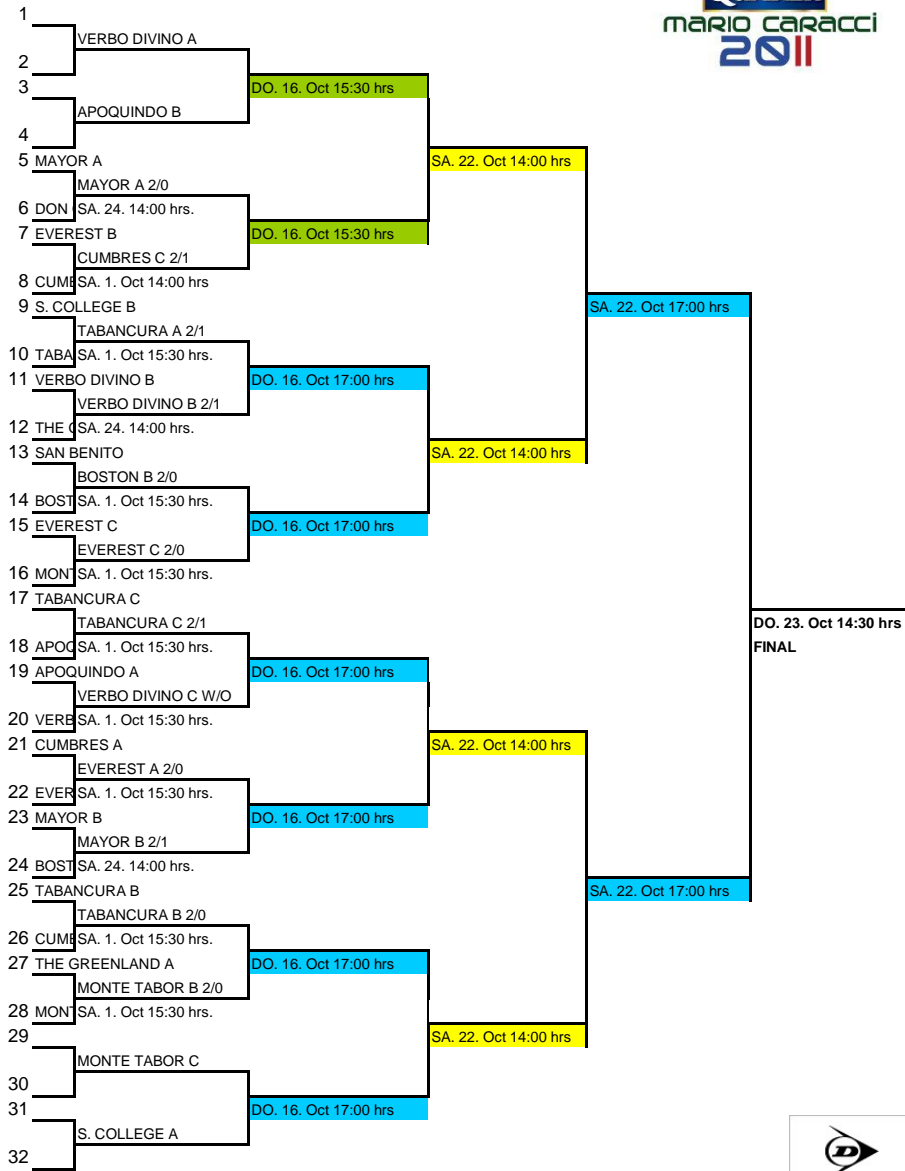 1
VERBO DIVINO A
mario caracci
2011
2
3
DO. 16. Oct 15:30 hrs
APOQUINDO B
4
5 MAYOR A
SA. 22. Oct 14:00 hrs
MAYOR A 2/0
6 DON SA. 24. 14:00 hrs.
7 EVEREST B
DO. 16. Oct 15:30 hrs
CUMBRES C 2/1
8 CUME SA. 1. Oct 14:00 hrs
9 S. COLLEGE B
SA. 22. Oct 17:00 hrs
TABANCURA A 2/1
10 TABA SA. 1. Oct 15:30 hrs.
11 VERBO DIVINO B
DO. 16. Oct 17:00 hrs
VERBO DIVINO B 2/1
12 THE SA. 24. 14:00 hrs.
13 SAN BENITO
SA. 22. Oct 14:00 hrs
BOSTON B 2/0
14 BOST SA. 1. Oct 15:30 hrs.
15 EVEREST C
DO. 16. Oct 17:00 hrs
EVEREST C 2/0
16 MONT SA. 1. Oct 15:30 hrs.
17 TABANCURA C
TABANCURA C 2/1
DO. 23. Oct 14:30 hrs
18 APOQ SA. 1. Oct 15:30 hrs.
FINAL
19 APOQUINDO A
DO. 16. Oct 17:00 hrs
VERBO DIVINO C W/O
20 VERB SA. 1. Oct 15:30 hrs.
21 CUMBRES A
SA. 22. Oct 14:00 hrs
EVEREST A 2/0
22 EVER SA. 1. Oct 15:30 hrs.
23 MAYOR B
DO. 16. Oct 17:00 hrs
MAYOR B 2/1
24 BOST SA. 24. 14:00 hrs.
25 TABANCURA B
SA. 22. Oct 17:00 hrs
TABANCURA B 2/0
26 CUME SA. 1. Oct 15:30 hrs.
27 THE GREENLAND A
DO. 16. Oct 17:00 hrs
MONTE TABOR B 2/0
28 MONT SA. 1. Oct 15:30 hrs.
29
SA. 22. Oct 14:00 hrs
MONTE TABOR C
30
31
DO. 16. Oct 17:00 hrs
S. COLLEGE A
32